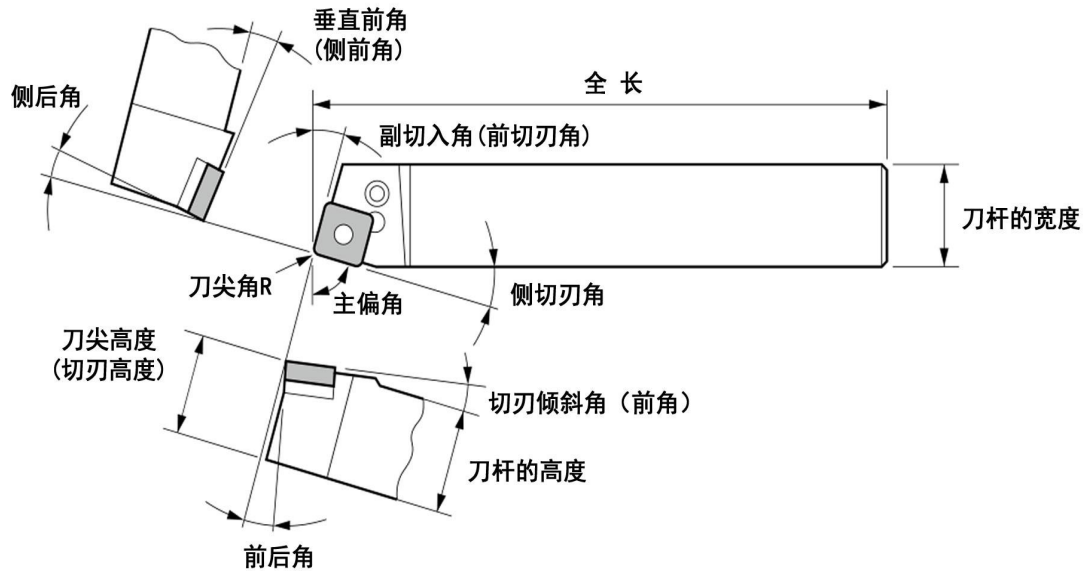 垂直前角
(侧前角)
侧后角
全 长
副切入角(前切刃角)
刀杆的宽度
刀尖角R
主偏角
侧切刃角
刀尖高度
(切刃高度)
切刃倾斜角（前角）
刀杆的高度
前后角